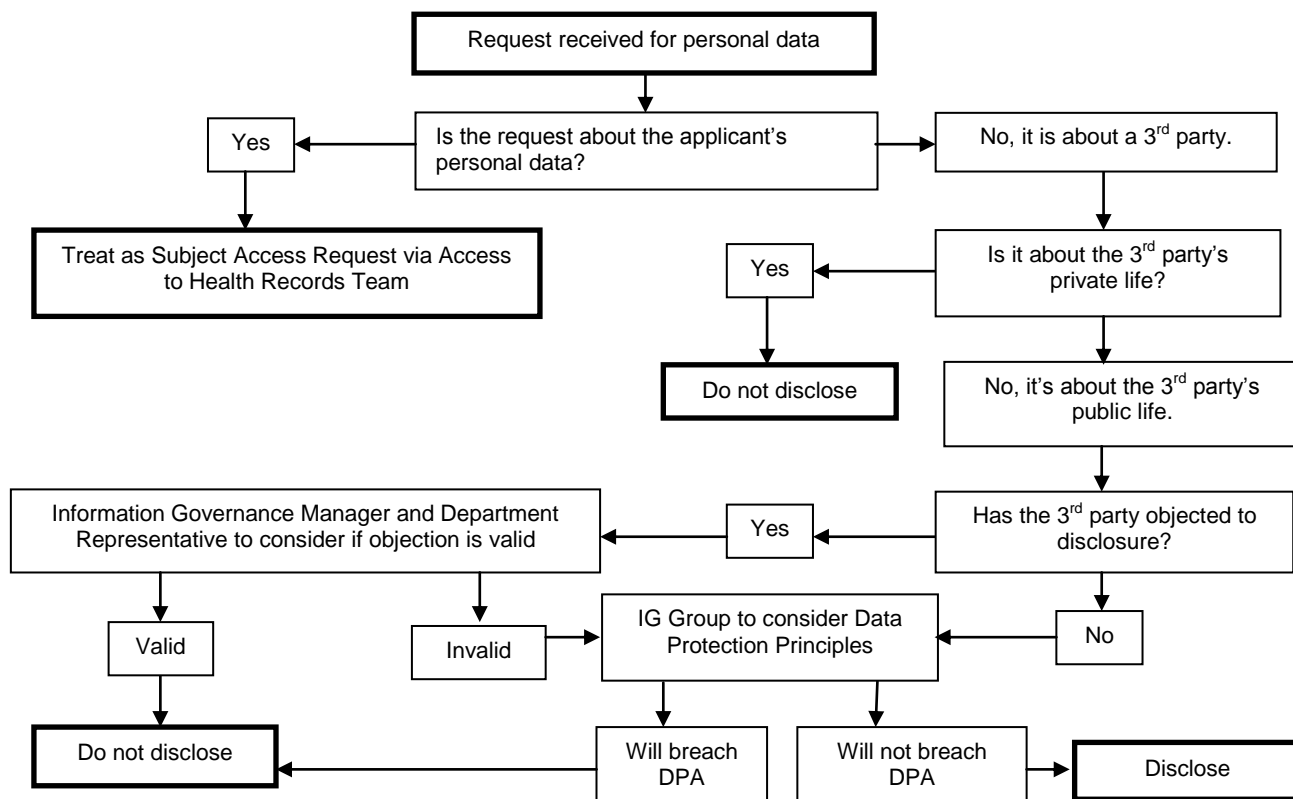 Request received for personal data
Yes
Is the request about the applicant’s
personal data?
No, it is about a 3rd party.
Treat as Subject Access Request via Access
to Health Records Team
Yes
Is it about the 3rd party’s
private life?
Do not disclose
No, it’s about the 3rd party’s
public life.
Information Governance Manager and Department
Representative to consider if objection is valid
Yes
Has the 3rd party objected to
disclosure?
Valid
Invalid
IG Group to consider Data
Protection Principles
No
Do not disclose
Will breach
DPA
Will not breach
DPA
Disclose